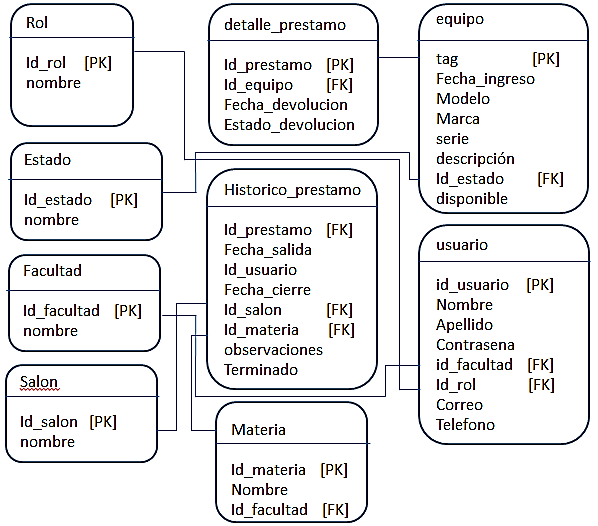 Rol
Id_rol [PK]
nombre
Estado
Id_estado [PK]
nombre
Facultad
Id_facultad [PK]
nombre
Salon
Id_salon [PK]
nombre
detalle_prestamo
Id_prestamo [PK]
Id_equipo [FK]
Fecha_devolucion
Estado_devolucion
Historico_prestamo
Id_prestamo [FK]
Fecha_salida
Id_usuario
Fecha_cierre
Id_salon [FK]
Id_materia [FK]
observaciones
Terminado
Materia
Id_materia [PK]
Nombre
Id_facultad [FK]
equipo
tag [PK]
Fecha_ingreso
Modelo
Marca
serie
descripción
Id_estado [FK]
disponible
usuario
id_usuario [PK]
Nombre
Apellido
Contrasena
id_facultad [FK]
Id_rol [FK]
Correo
Telefono